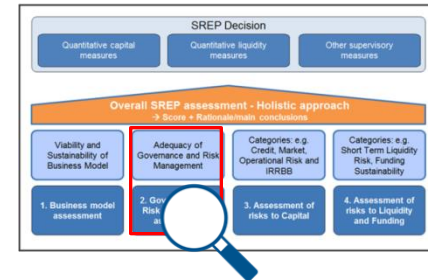 SREP Decision
Quantitative capital
measures
Quantitative liquidity
measures
Other supervisory
measures
Overall SREP assessment - Holistic approach
→ Score + Rationale/main conclusions
Viability and
Sustainability of
Business Model
Adequacy of
Governance and Risk
Management
Categories: e.g.
Credit, Market,
Operational Risk and
IRRBB
Categories: e.g.
Short Term Liquidity
Risk, Funding
Sustainability
1. Business model
assessment
2. Gov
Risk
3. Assessment of
risks to Capital
4. Assessment of
risks to Liquidity
and Funding